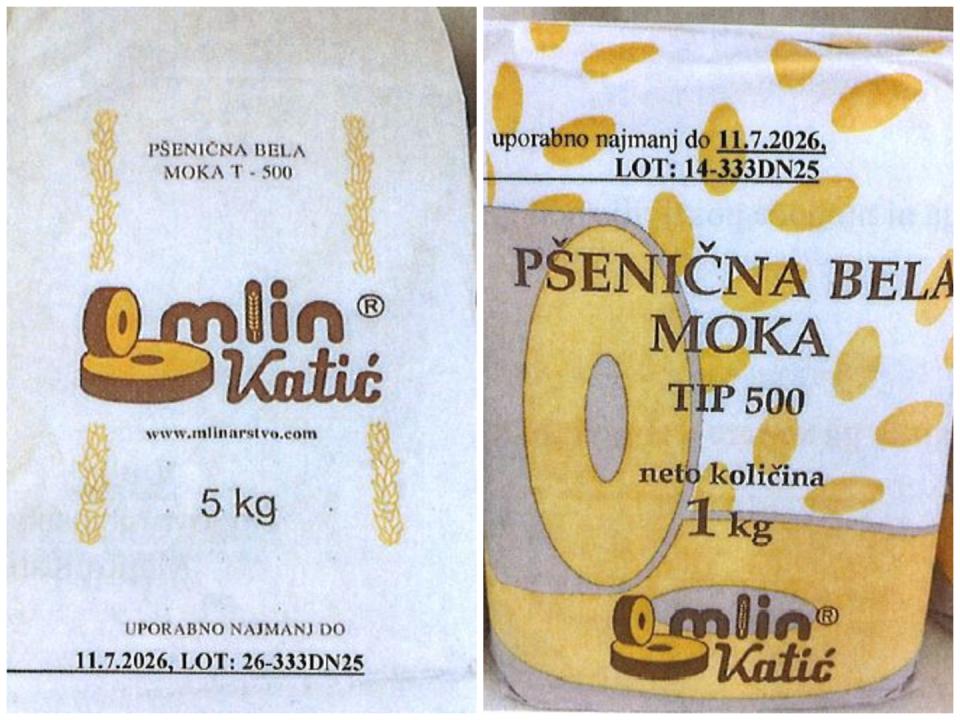 PŠENIČNA BELA
MOKA T - 500
mlin ®
Katić
www.mlinarstvo.com
5 kg
UPORABNO NAJMANJ DO
11.7.2026, LOT: 26-333DN25
uporabno najmanj do 11.7.2026,
LOT: 14-333DN25
PŠENIČNA BELA
MOKA
TIP 500
neto količina
1 kg
mlin ®
Katić